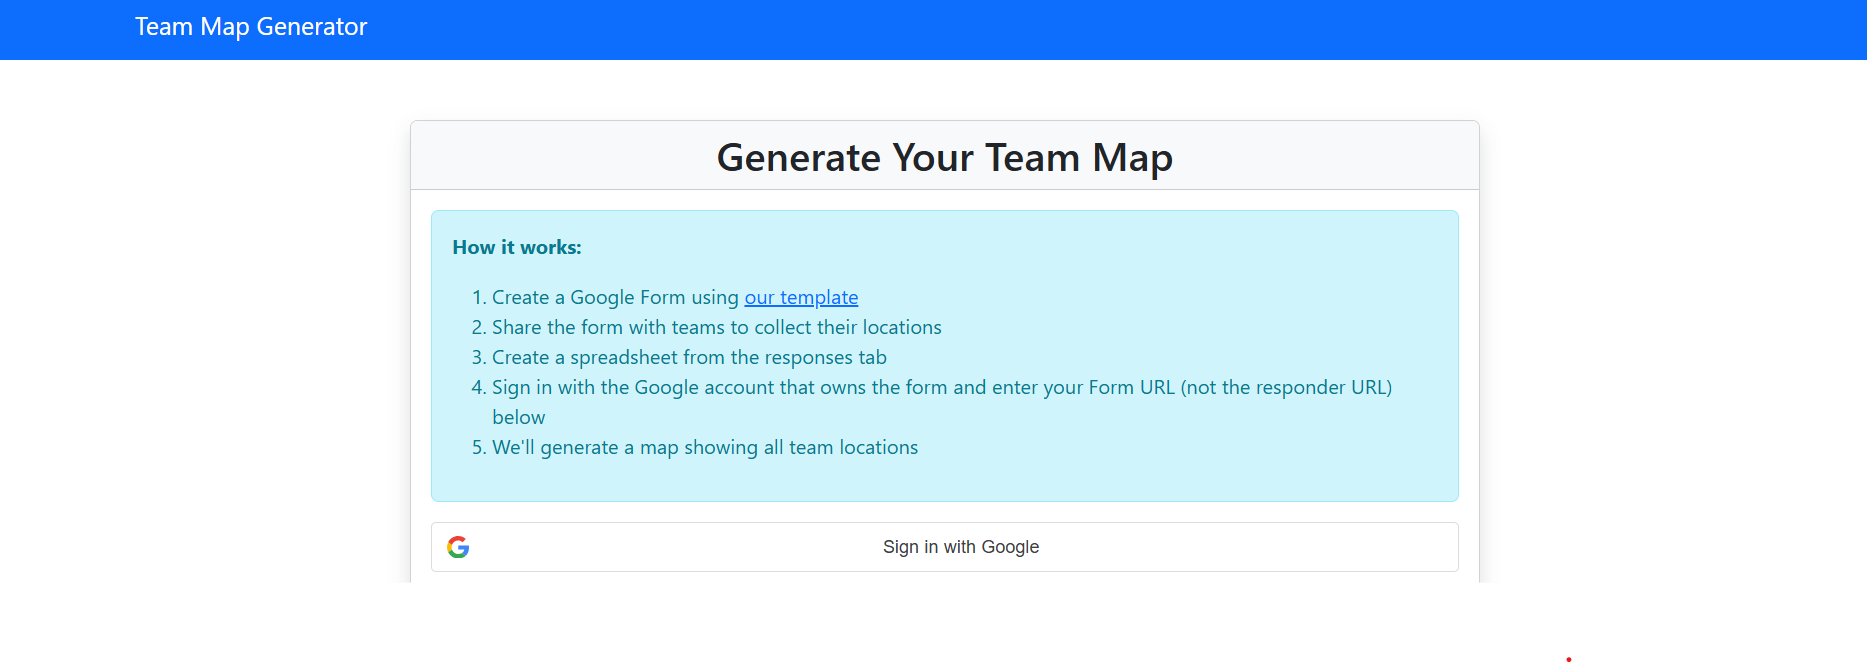 Team Map Generator
Generate Your Team Map
How it works:
1. Create a Google Form using our template
2. Share the form with teams to collect their locations
3. Create a spreadsheet from the responses tab
4. Sign in with the Google account that owns the form and enter your Form URL (not the responder URL)
below
5. We'll generate a map showing all team locations
Sign in with Google